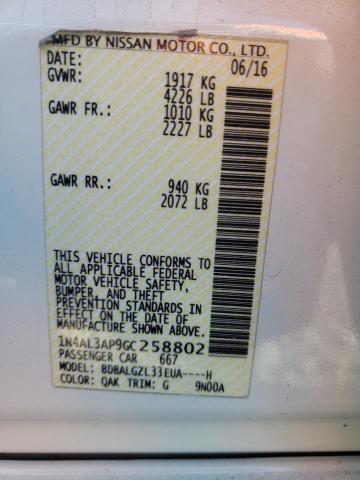 MFD BY NISSAN MOTOR CO., LTD.
DATE: 06/16
GVWR: 1917 KG
4226 LB
GAWR FR.: 1010 KG
2227 LB
GAWR RR.: 940 KG
2072 LB
THIS VEHICLE CONFORMS TO
ALL APPLICABLE FEDERAL
MOTOR VEHICLE SAFETY,
BUMPER, AND THEFT
PREVENTION STANDARDS IN
EFFECT ON THE DATE OF
MANUFACTURE SHOWN ABOVE.
1N4AL3AP9GC258802
PASSENGER CAR 667
MODEL: BDBALGZL33EUA----H
COLOR: QAK TRIM: G 9N00A